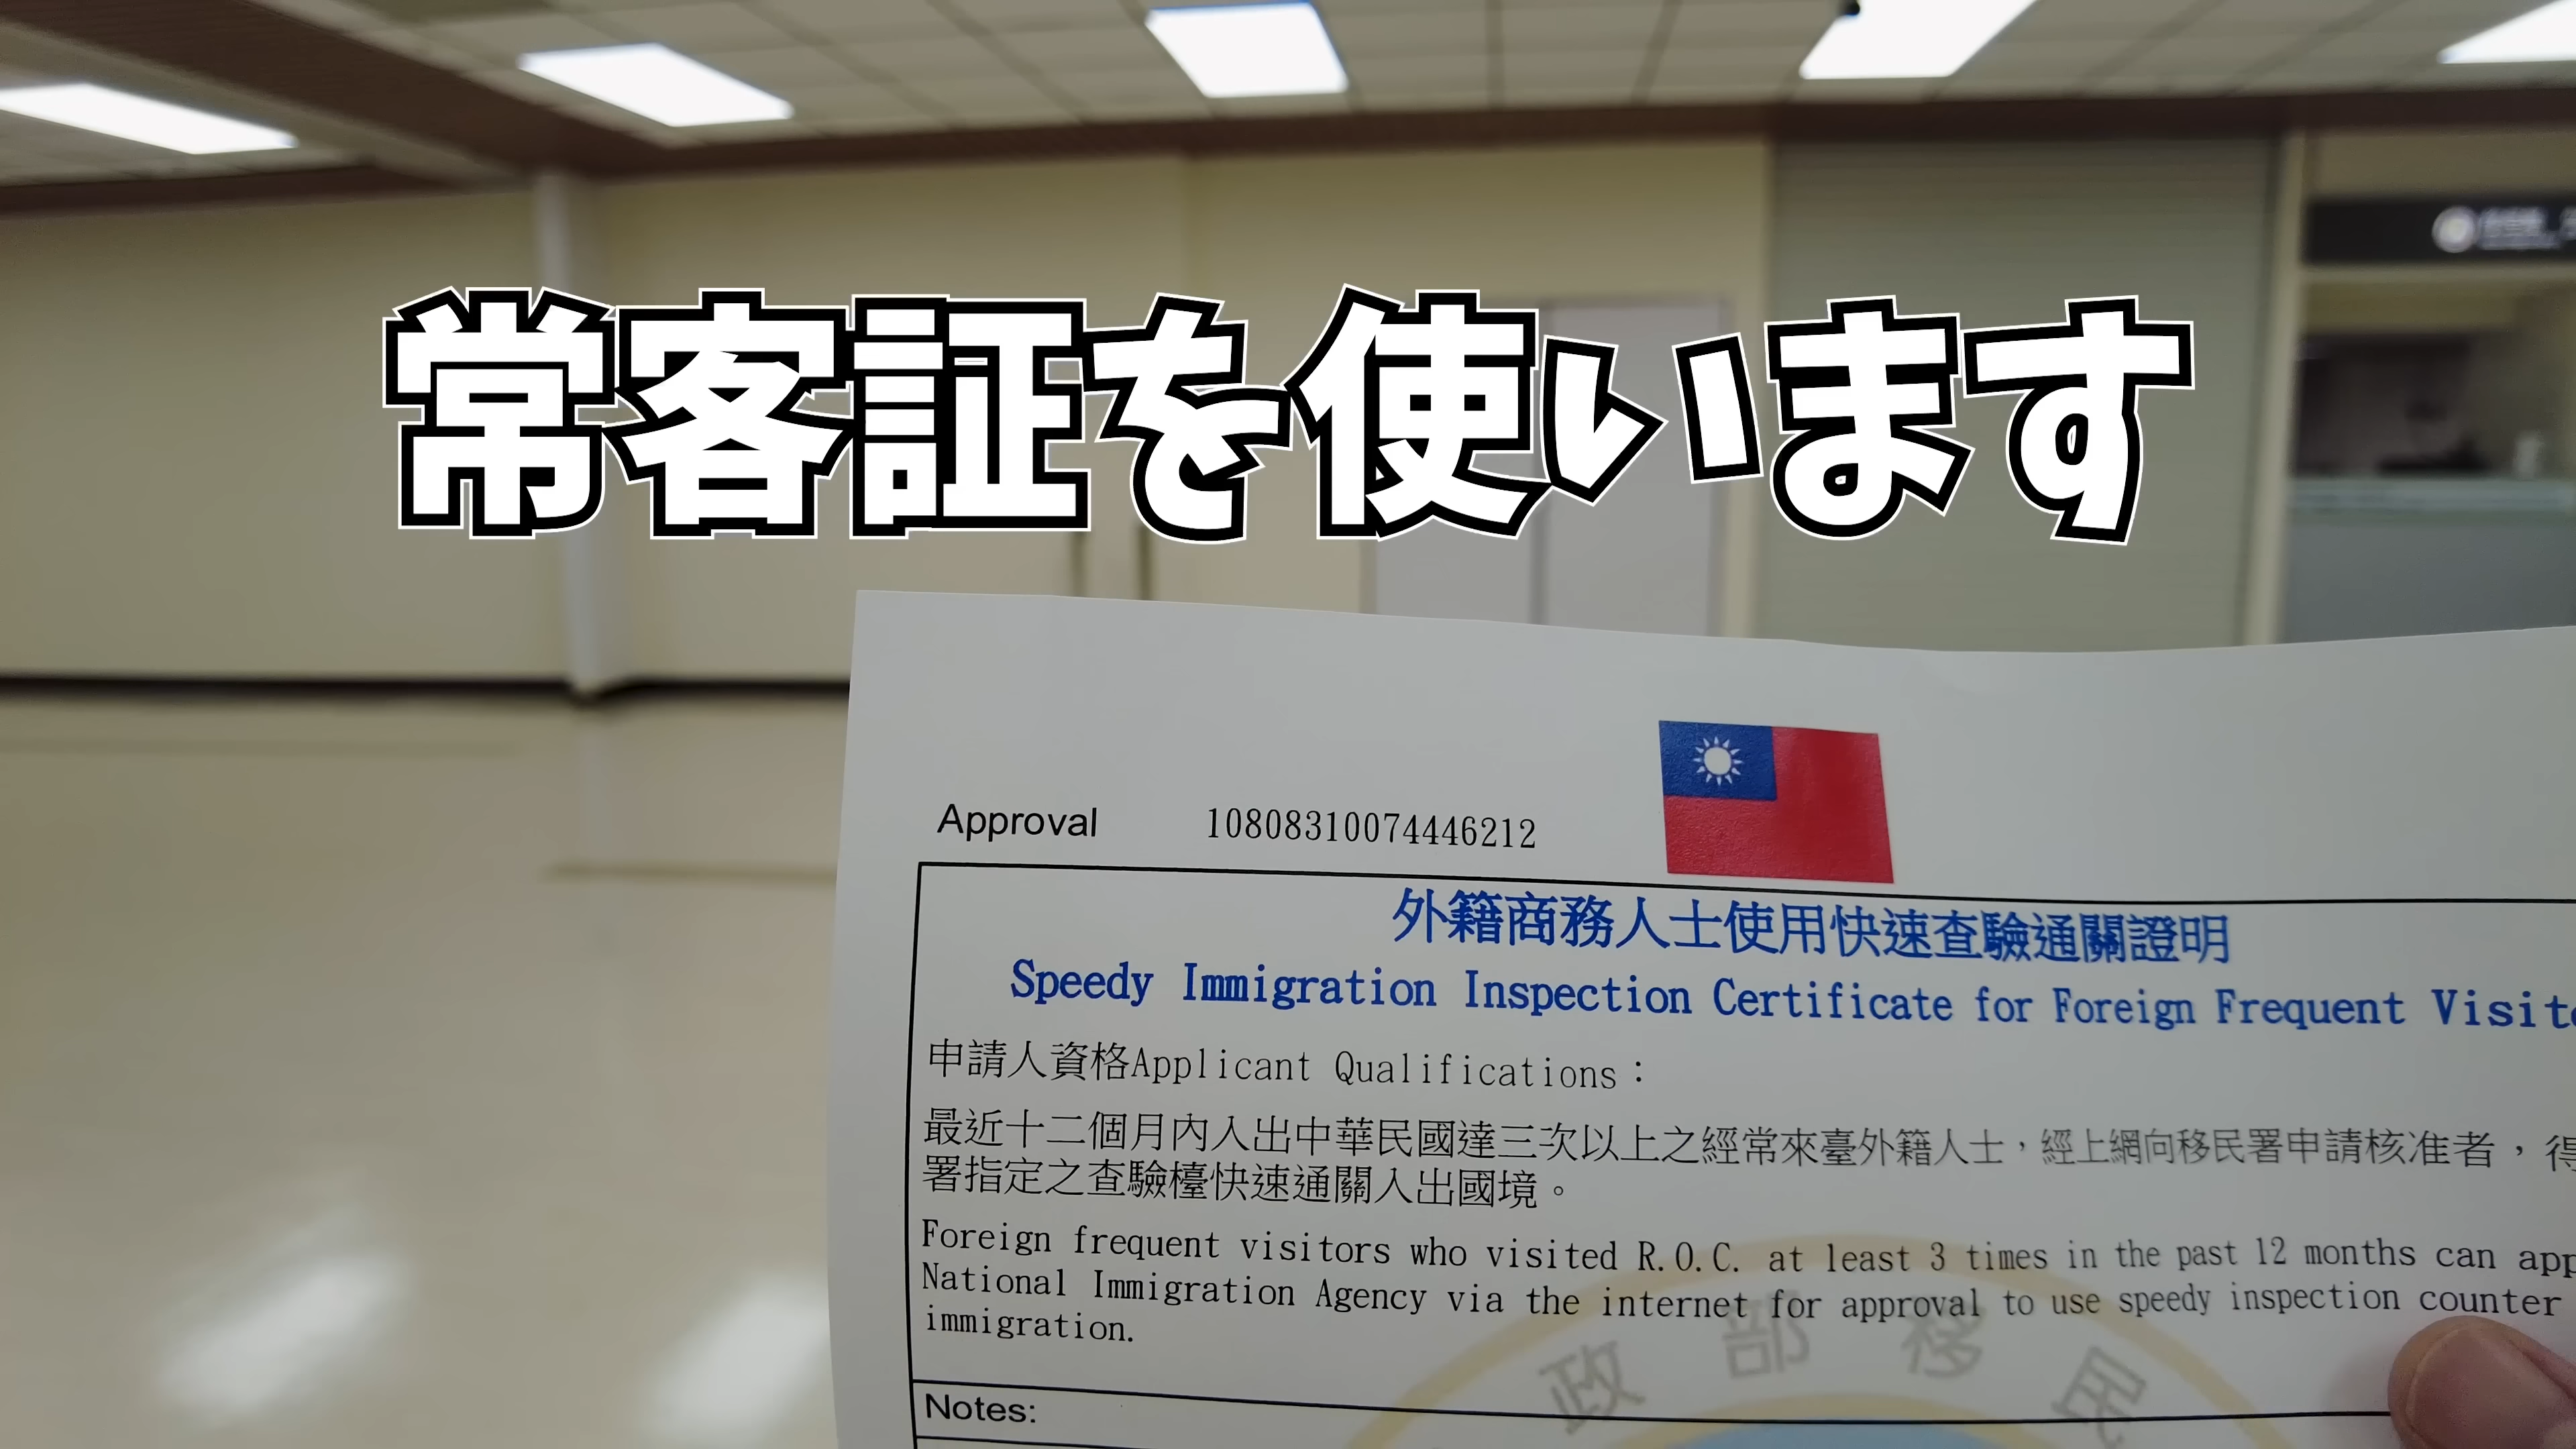 常客証を使います
Approval 10808310074446212
外籍商務人士使用快速查驗通關證明
Speedy Immigration Inspection Certificate for Foreign Frequent
申請人資格Applicant Qualifications：
最近十二個月內入出中華民國達三次以上之經常來臺外籍人士，經上網向移民署申請核准者，得
署指定之查驗檯快速通關入出國境。
Foreign frequent visitors who visited R.O.C. at least 3 times in the past 12 months can
National Immigration Agency via the internet for approval to use speedy inspection counter
immigration.
政部移民
Notes: